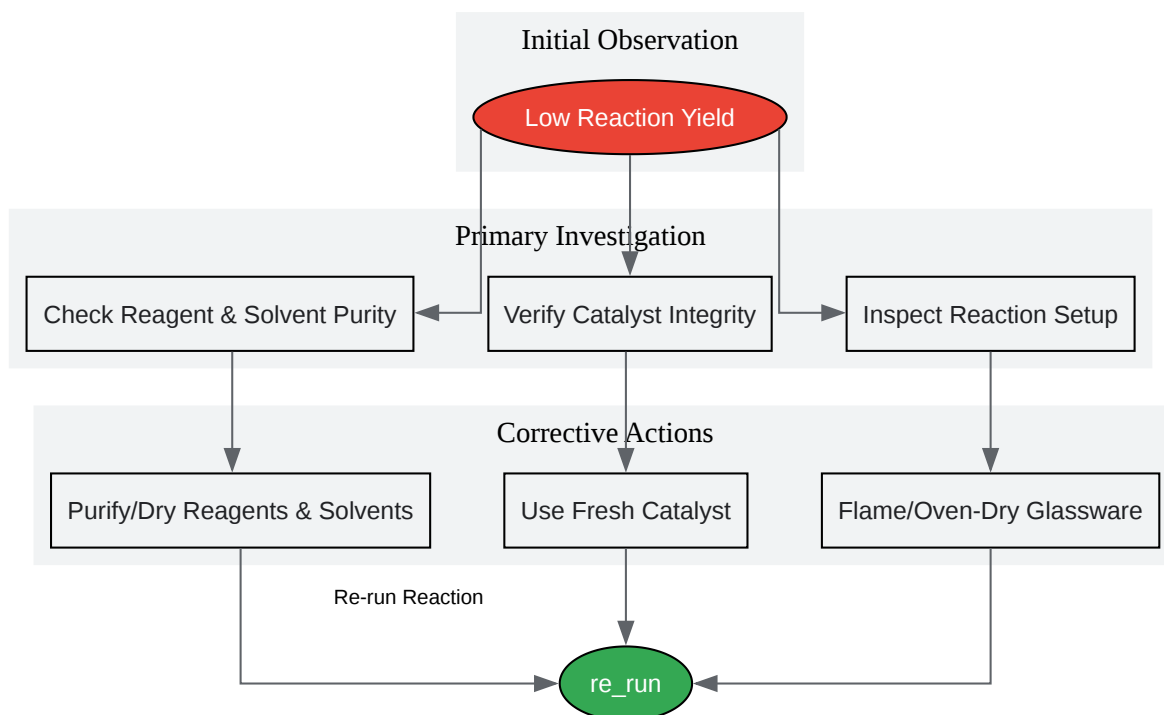 Initial Observation
Low Reaction Yield
Primary Investigation
Check Reagent & Solvent Purity
Verify Catalyst Integrity
Inspect Reaction Setup
Corrective Actions
Purify/Dry Reagents & Solvents
Use Fresh Catalyst
Flame/Oven-Dry Glassware
Re-run Reaction
re_run